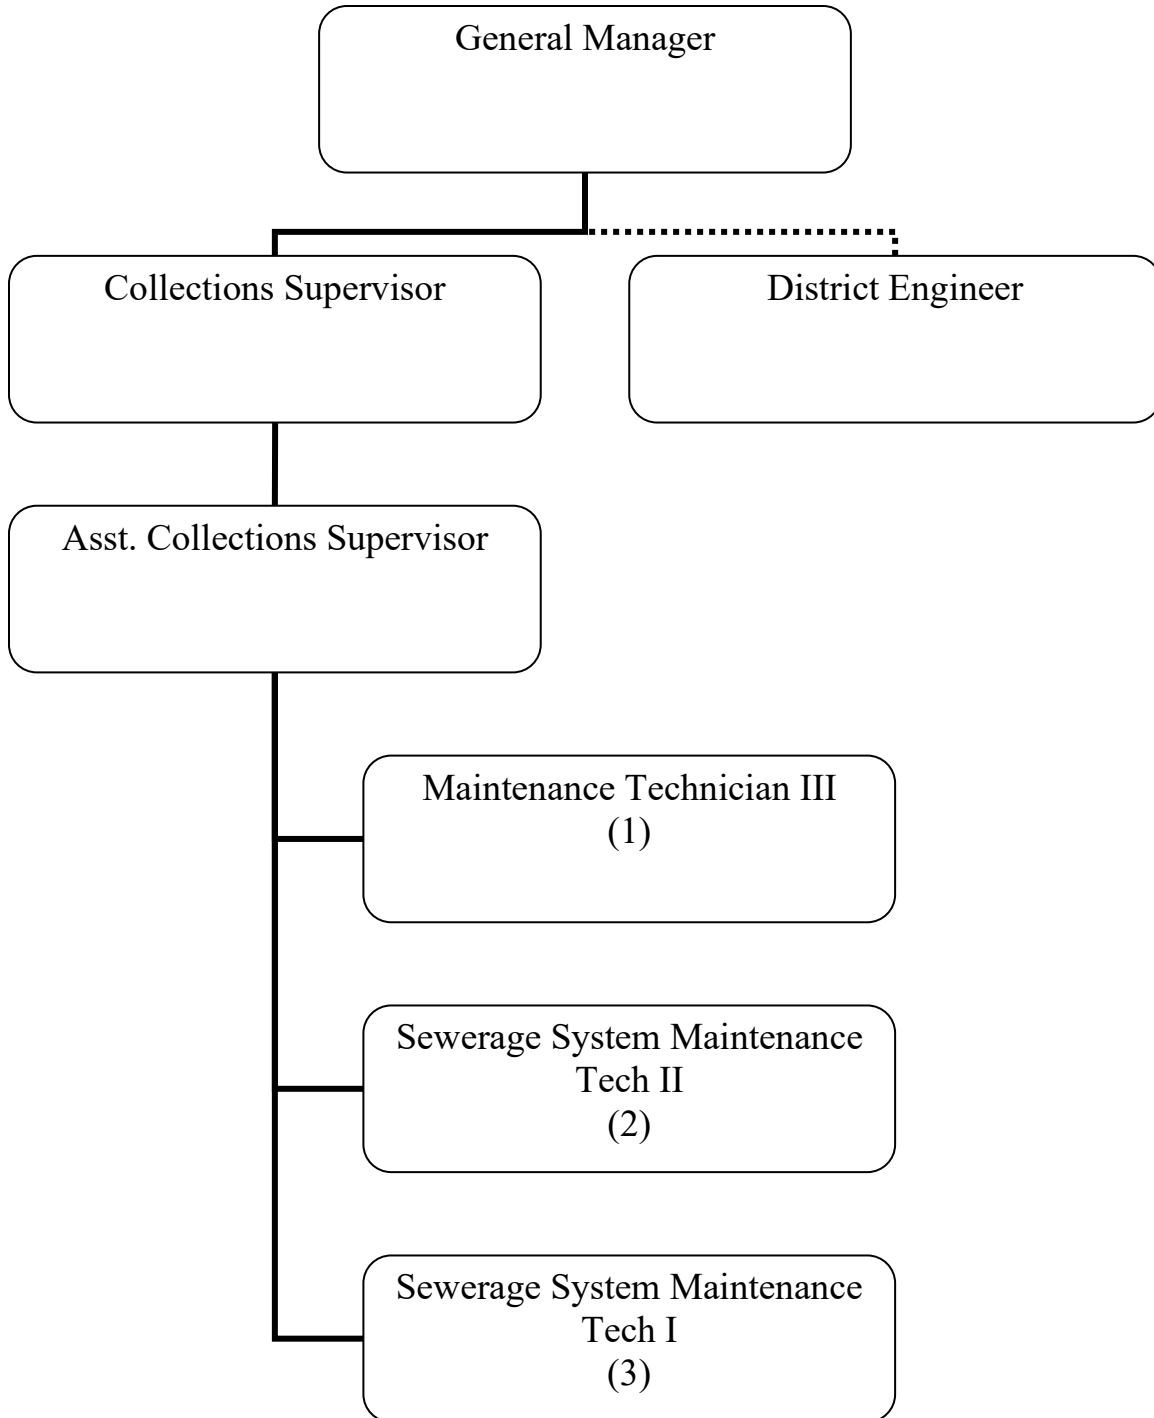 General Manager
Collections Supervisor
District Engineer
Asst. Collections Supervisor
Maintenance Technician III
(1)
Sewerage System Maintenance
Tech II
(2)
Sewerage System Maintenance
Tech I
(3)